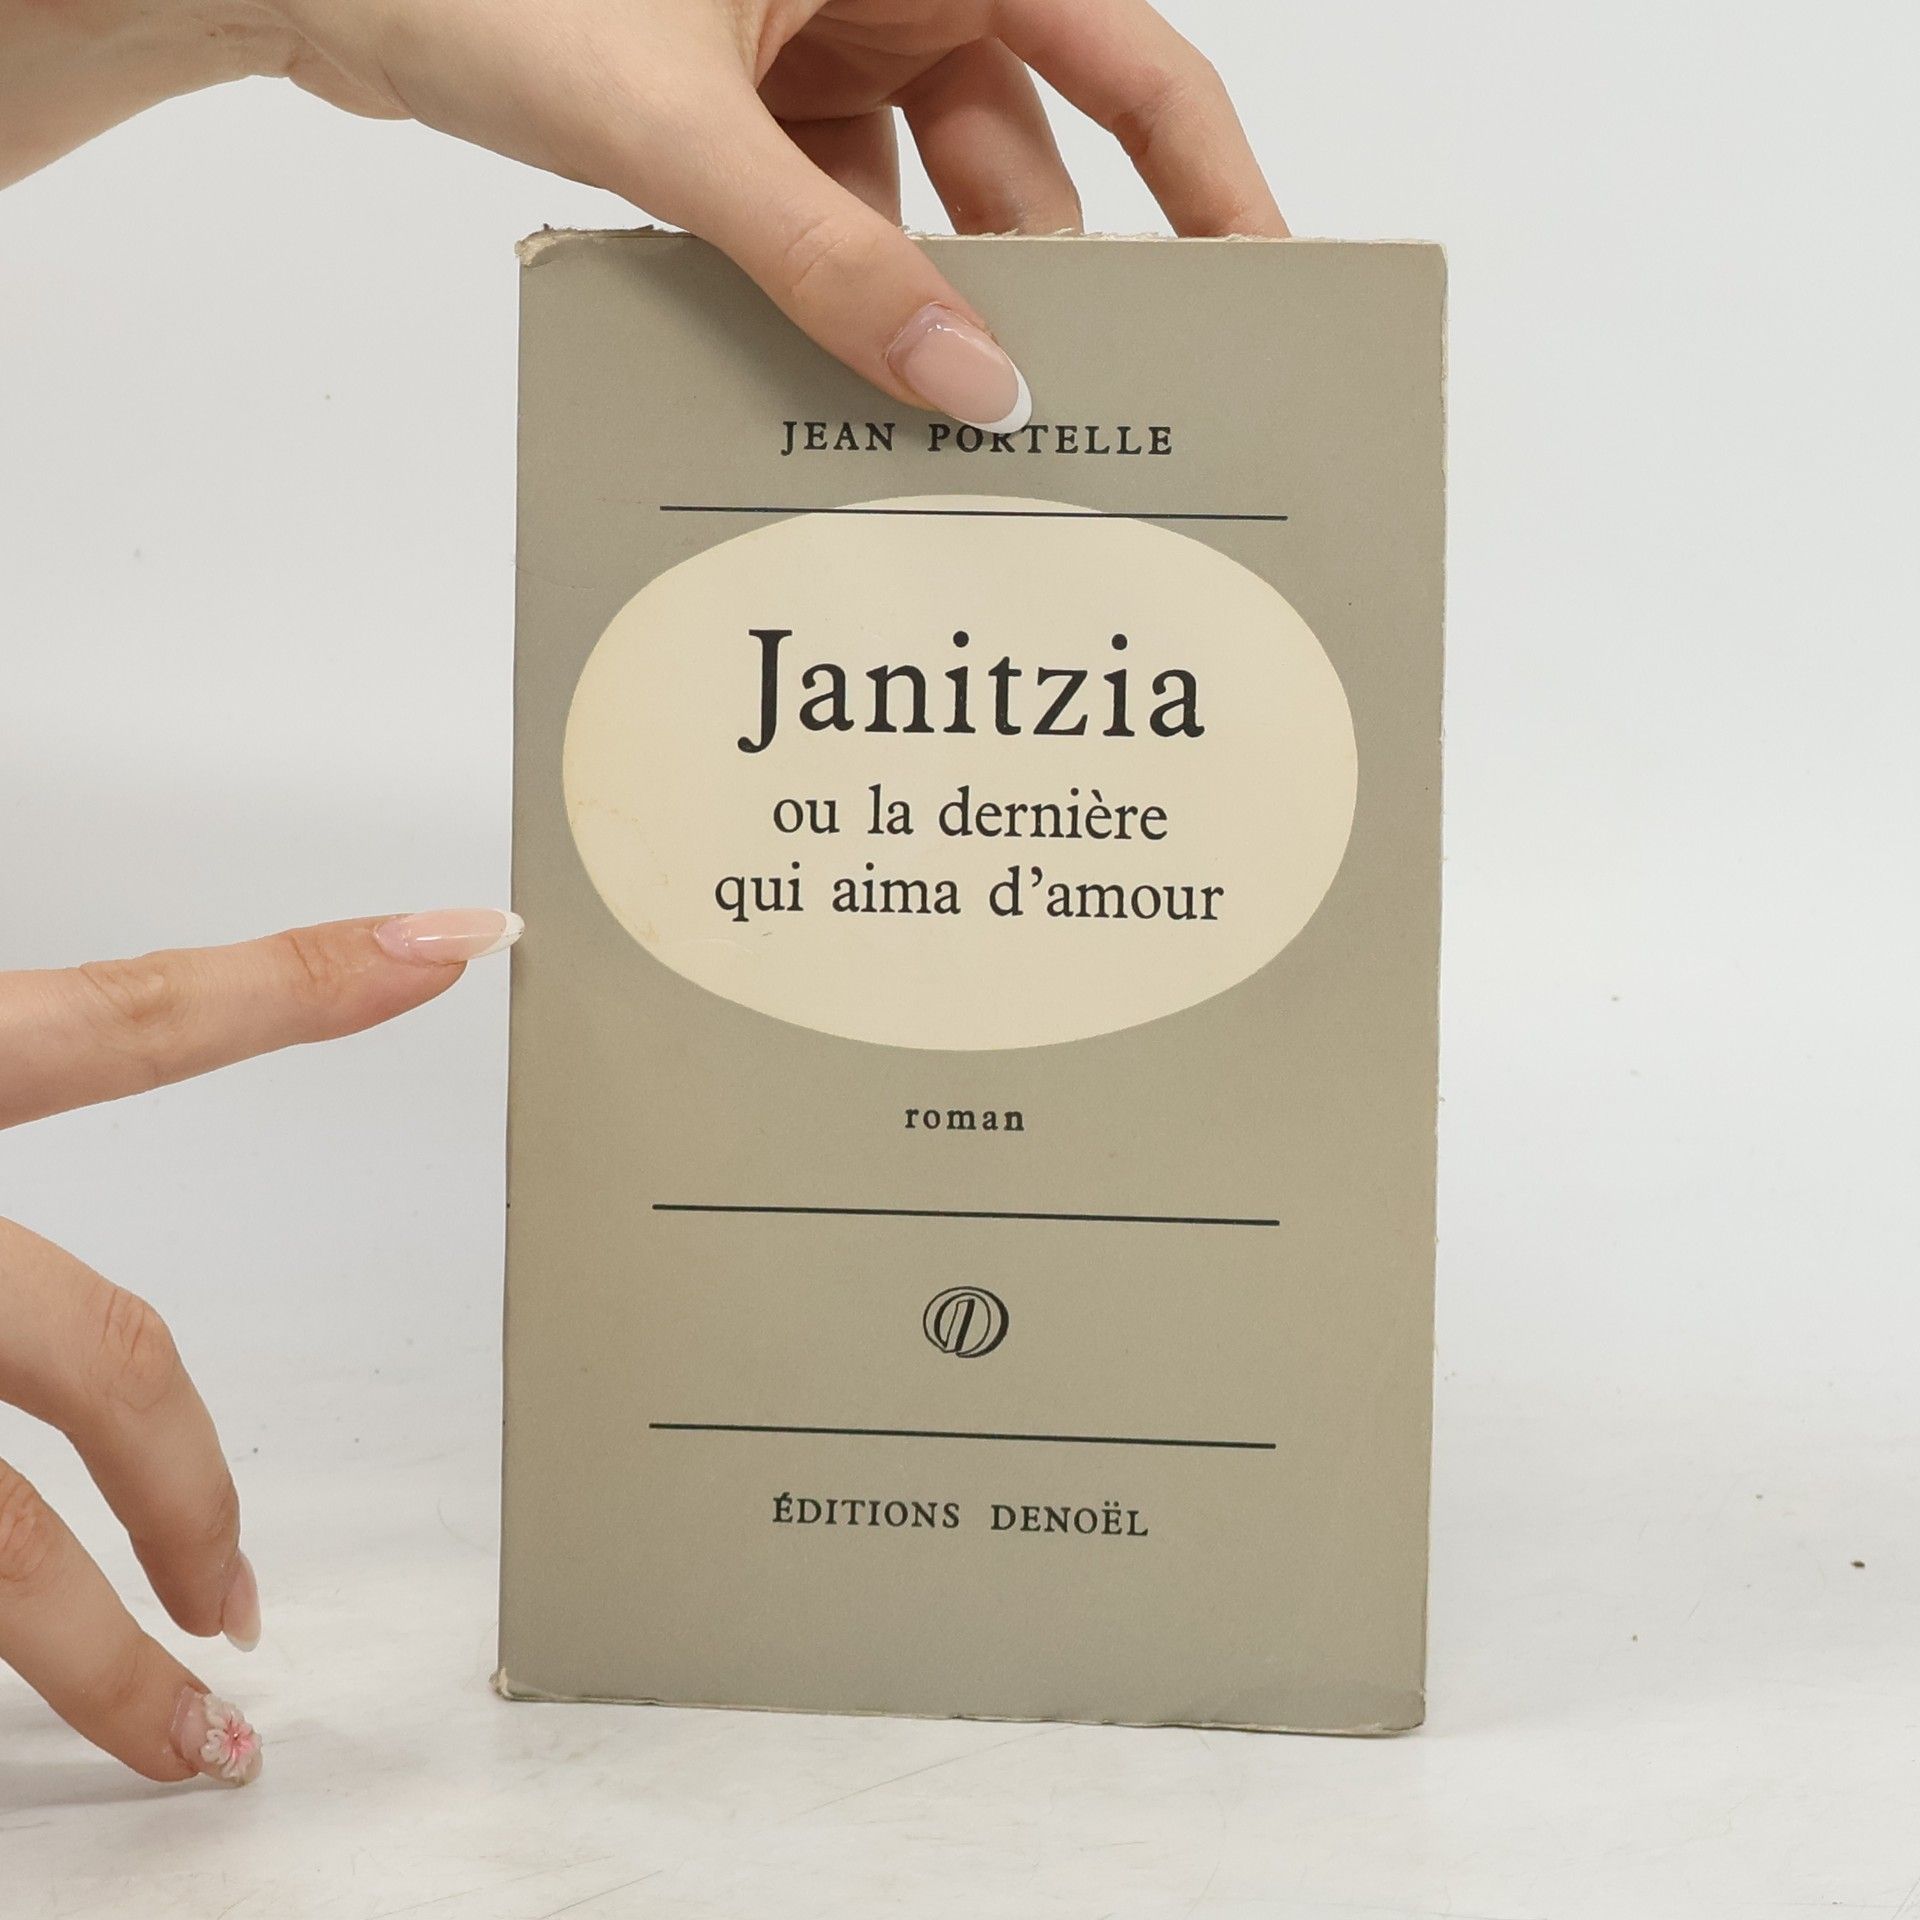 JEAN PORTELLE
Janitzia
ou la dernière
qui aima d’amour
roman
ÉDITIONS DENOËL